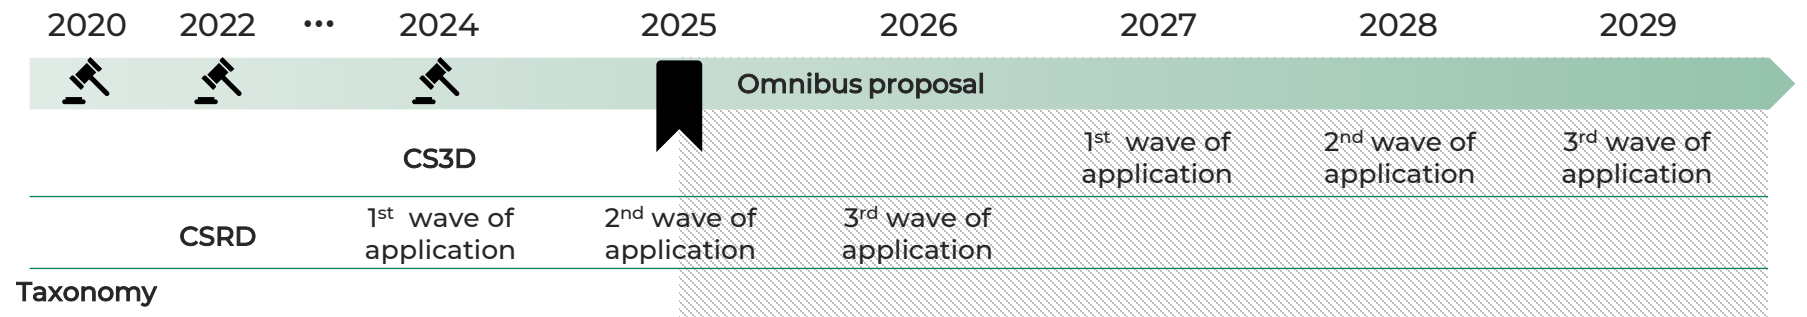 2020 2022 ... 2024 2025 2026 2027 2028 2029
Omnibus proposal
CS3D
1st wave of
application
2nd wave of
application
3rd wave of
application
CSRD
1st wave of
application
2nd wave of
application
3rd wave of
application
Taxonomy